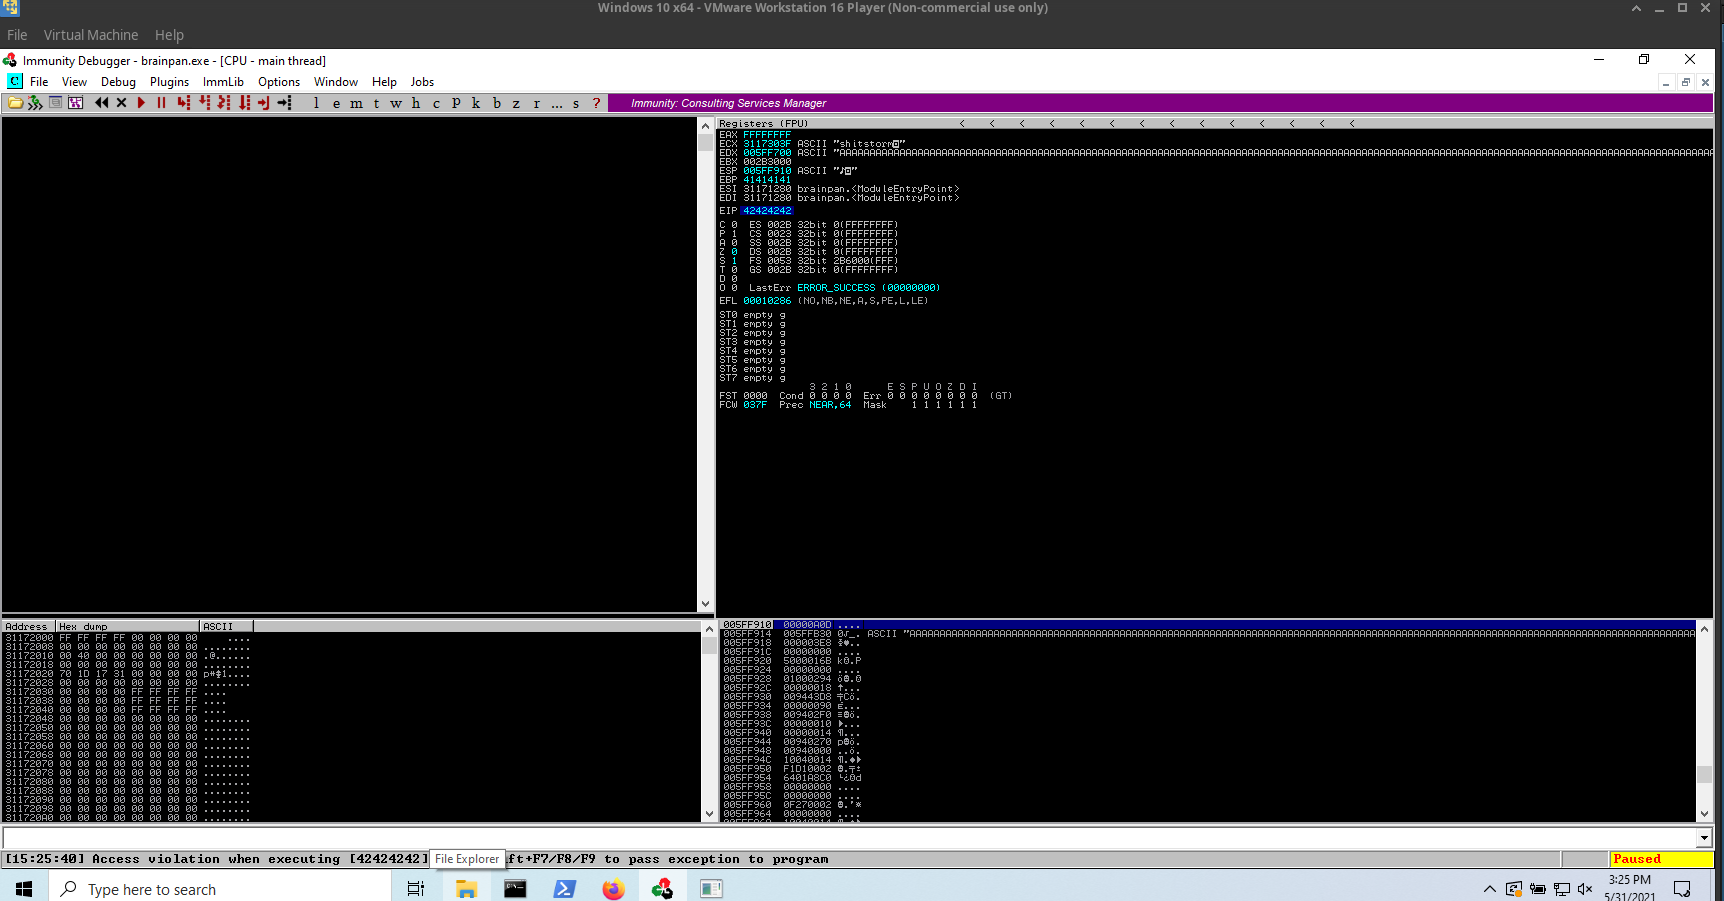 Windows 10 x64 - VMware Workstation 16 Player (Non-commercial use only)
File Virtual Machine Help
Immunity Debugger - brainpan.exe - [CPU - main thread]
File View Debug Plugins ImmLib Options Window Help Jobs
l e m t w h c P k b z r ... s ? Immunity: Consulting Services Manager
Registers (FPU) < < < < < < < < < < < < < <
EAX FFFFFFFF
ECX 3117303F ASCII "shitstorm
EDX 005FF700 ASCII "AAAAAAAAAAAAAAAAAAAAAAAAAAAAAAAAAAAAAAAAAAAAAAAAAAAAAAAAAAAAAAAAAAAAAAAAAAAAAAAAAAAAAAAAAAAAAAAAAAAAAAAAAAAAAAAAAAAAAAAAAAAAAAAAAAAAAAAAAAAA
EBX 002B3000
ESP 005FF910 ASCII
EBP 41414141
ESI 31171280 brainpan.<ModuleEntryPoint>
EDI 31171280 brainpan.<ModuleEntryPoint>
EIP 42424242
C 0 ES 002B 32bit 0(FFFFFFFF)
P 1 CS 0023 32bit 0(FFFFFFFF)
A 0 SS 002B 32bit 0(FFFFFFFF)
Z 0 DS 002B 32bit 0(FFFFFFFF)
S 1 FS 0053 32bit 2B6000(FFF)
T 0 GS 002B 32bit 0(FFFFFFFF)
D 0
O 0 LastErr ERROR_SUCCESS (00000000)
EFL 00010286 (NO,NB,NE,A,S,PE,L,LE)
ST0 empty g
ST1 empty g
ST2 empty g
ST3 empty g
ST4 empty g
ST5 empty g
ST6 empty g
ST7 empty g
3 2 1 0 E S P U O Z D I
FST 0000 Cond 0 0 0 0 Err 0 0 0 0 0 0 0 0 (GT)
FCW 037F Prec NEAR,64 Mask 1 1 1 1 1 1
Address Hex dump ASCII
31172000 FF FF FF FF 00 00 00 00 ....
31172008 00 00 00 00 00 00 00 00 ........
31172010 00 40 00 00 00 00 00 00 .@......
31172018 00 00 00 00 00 00 00 00 ........
31172020 70 1D 17 31 00 00 00 00
31172028 00 00 00 00 00 00 00 00 ........
31172030 00 00 00 00 FF FF FF FF ....
31172038 00 00 00 00 FF FF FF FF ....
31172040 00 00 00 00 FF FF FF FF ....
31172048 00 00 00 00 00 00 00 00 ........
31172050 00 00 00 00 00 00 00 00 ........
31172058 00 00 00 00 00 00 00 00 ........
31172060 00 00 00 00 00 00 00 00 ........
31172068 00 00 00 00 00 00 00 00 ........
31172070 00 00 00 00 00 00 00 00 ........
31172078 00 00 00 00 00 00 00 00 ........
31172080 00 00 00 00 00 00 00 00 ........
31172088 00 00 00 00 00 00 00 00 ........
31172090 00 00 00 00 00 00 00 00 ........
31172098 00 00 00 00 00 00 00 00 ........
311720A0 00 00 00 00 00 00 00 00 ........
005FF910 00000A0D ....
005FF914 005FFB30 ASCII "AAAAAAAAAAAAAAAAAAAAAAAAAAAAAAAAAAAAAAAAAAAAAAAAAAAAAAAAAAAAAAAAAAAAAAAAAAAAAAAAAAAAAAAAAAAAAAAAAAAAAAAAAAAAAAAAAAAAAAAAAAAAAAAAAA
005FF918 000003E8
005FF91C 00000000 ....
005FF920 5000016B
005FF924 00000000 ....
005FF928 01000294
005FF92C 00000018
005FF930 009443D8
005FF934 00000090
005FF938 009402F0
005FF93C 00000010
005FF940 00000014 ¶...
005FF944 00940270
005FF948 00940000 ..ö.
005FF94C 10040014
005FF950 F1D10002
005FF954 6401A8C0
005FF958 00000000 ....
005FF95C 00000000 ....
005FF960 0F270002
005FF964 00000000 ....
[15:25:40] Access violation when executing [42424242] File Explorer ft+F7/F8/F9 to pass exception to program Paused
Type here to search
3:25 PM
5/31/2021